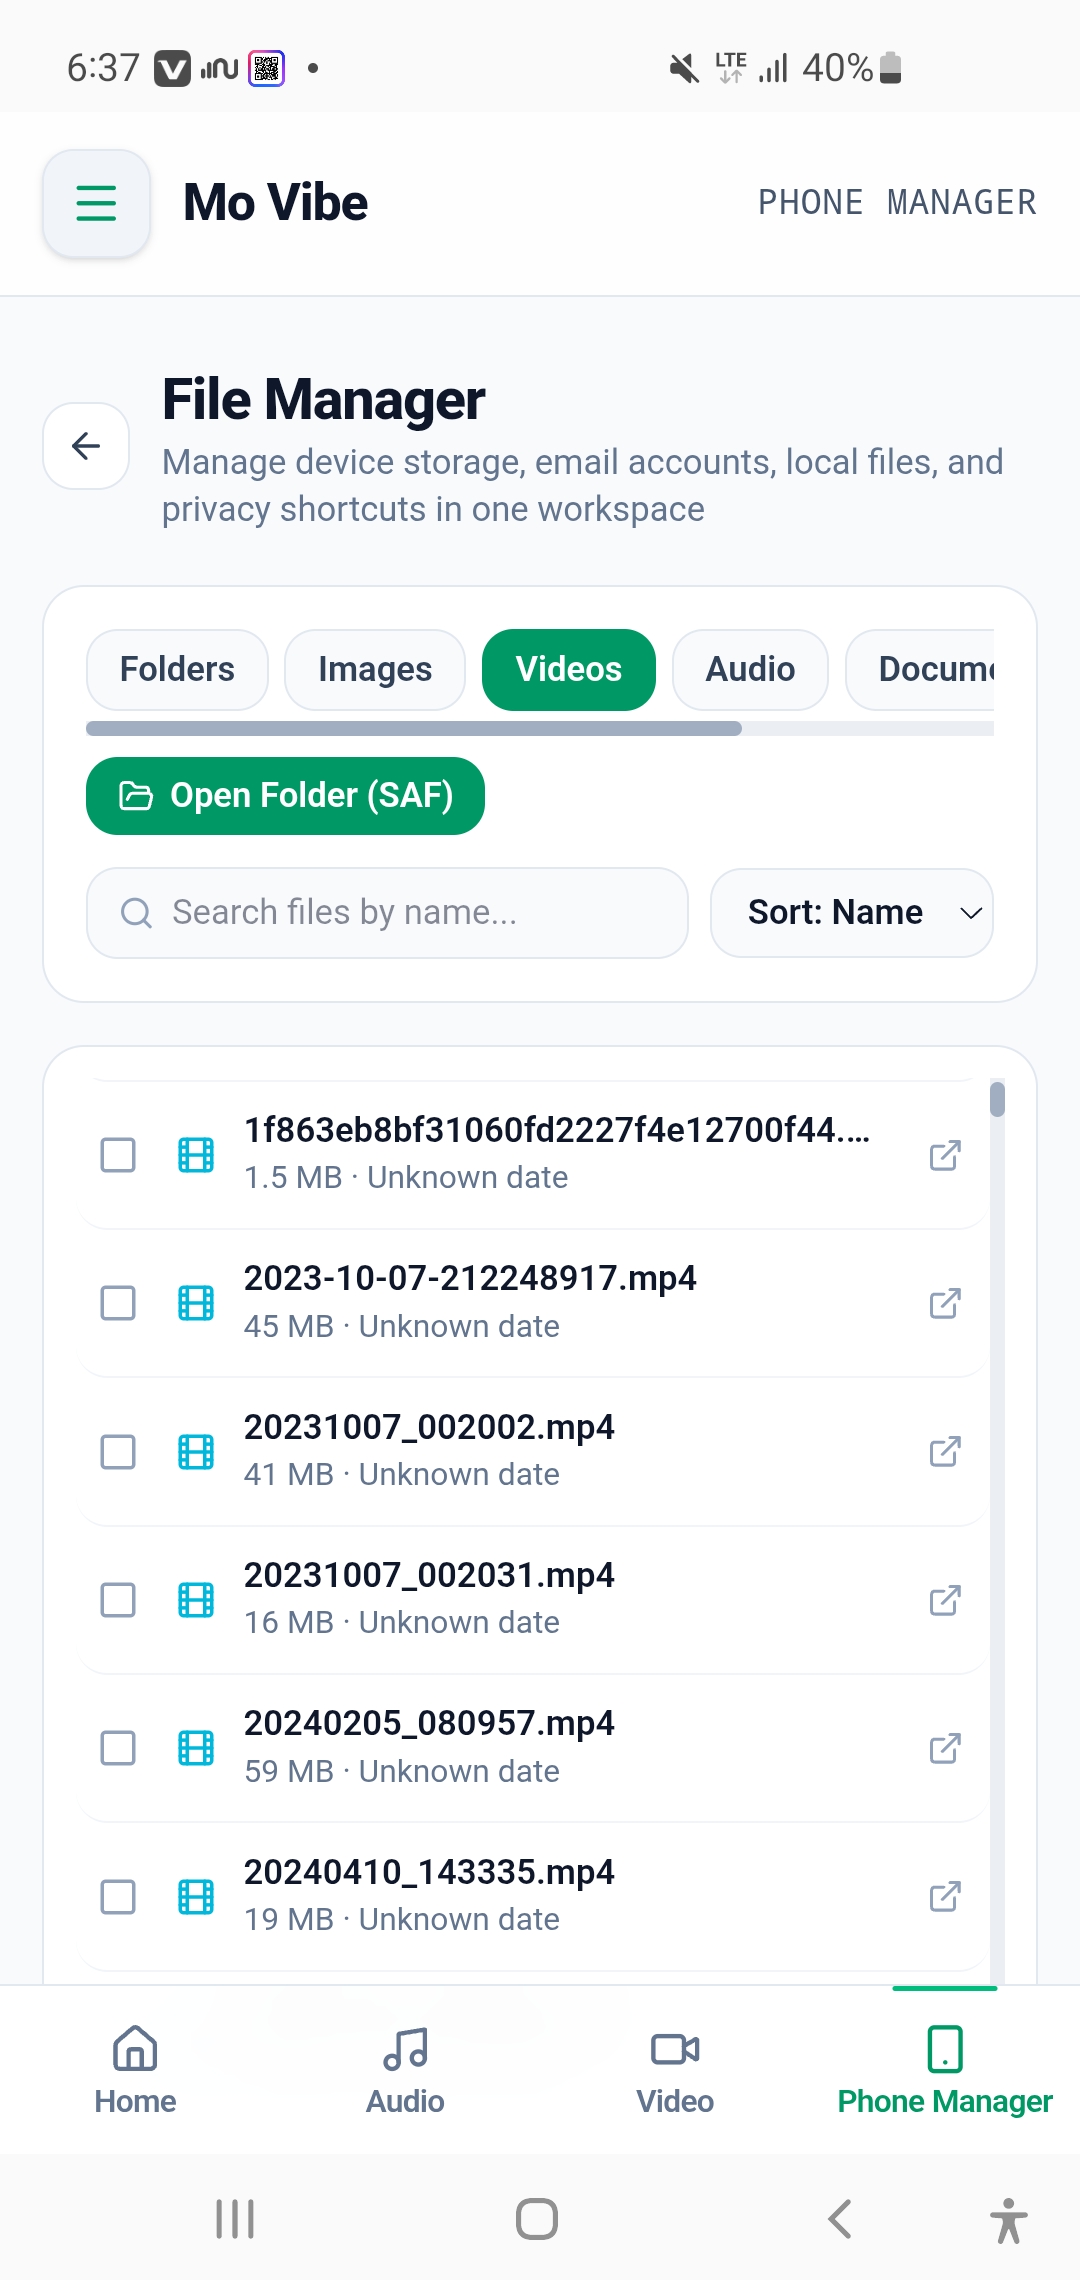 6:37
LTE
40%
Mo Vibe
PHONE MANAGER
File Manager
Manage device storage, email accounts, local files, and
privacy shortcuts in one workspace
Folders Images Videos Audio Docume
Open Folder (SAF)
Search files by name...
Sort: Name
1f863eb8bf31060fd2227f4e12700f44....
1.5 MB · Unknown date
2023-10-07-212248917.mp4
45 MB · Unknown date
20231007_002002.mp4
41 MB · Unknown date
20231007_002031.mp4
16 MB · Unknown date
20240205_080957.mp4
59 MB · Unknown date
20240410_143335.mp4
19 MB · Unknown date
Home Audio Video Phone Manager